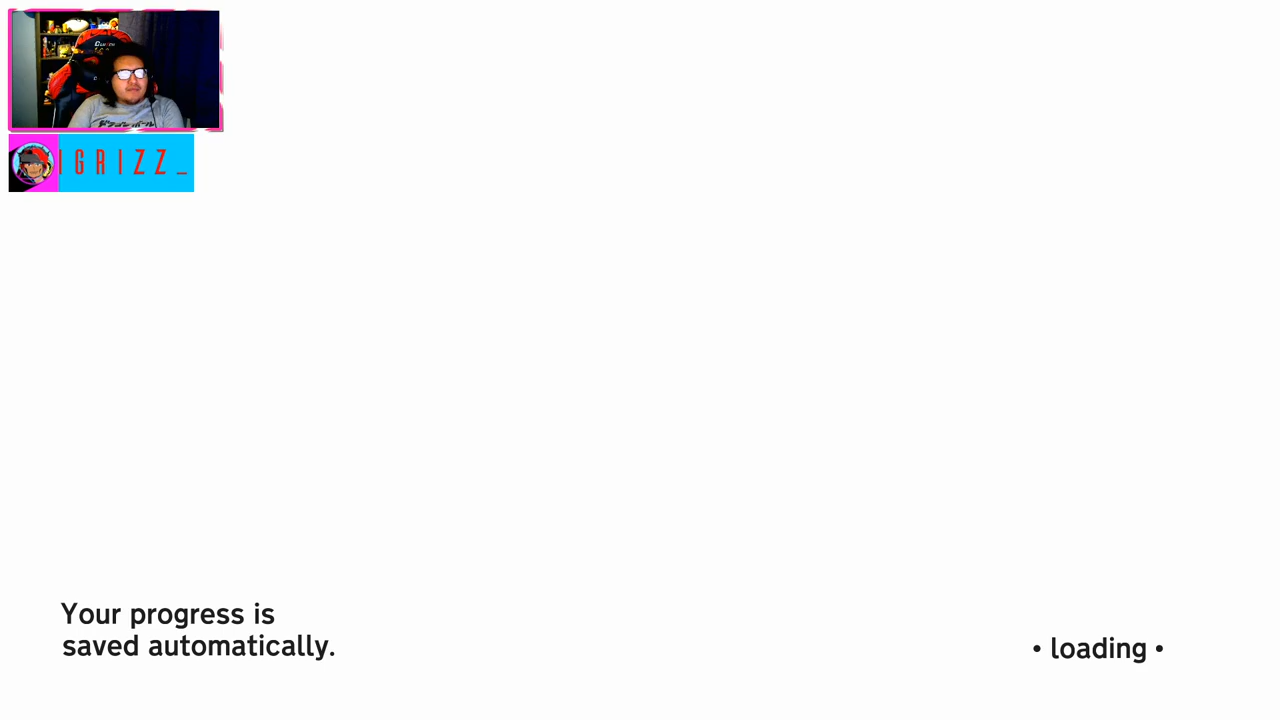 IGRIZZ_
Your progress is
saved automatically.
• loading •